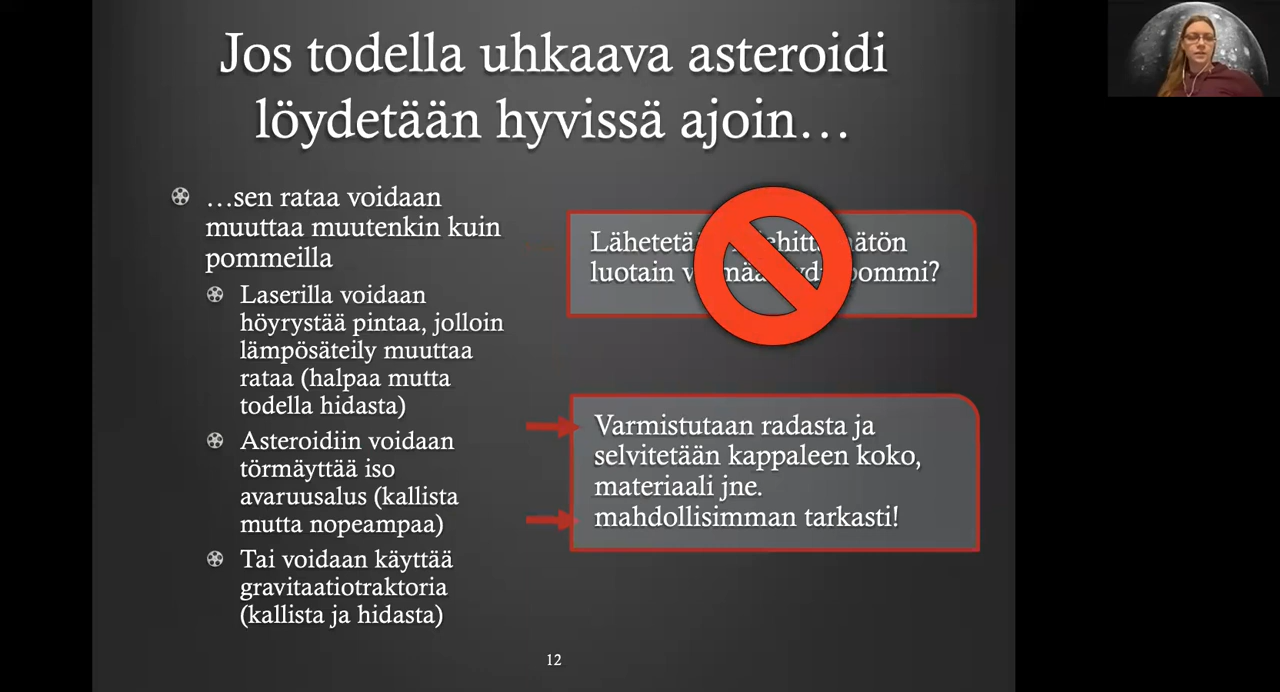 Jos todella uhkaava asteroidi
löydetään hyvissä ajoin…
…sen rataa voidaan
muuttaa muutenkin kuin
pommeilla
Laserilla voidaan
höyrystää pintaa, jolloin
lämpösäteily muuttaa
rataa (halpaa mutta
todella hidasta)
Asteroidiin voidaan
törmäyttää iso
avaruusalus (kallista
mutta nopeampaa)
Tai voidaan käyttää
gravitaatiotraktoria
(kallista ja hidasta)
luotain
Varmistutaan radasta ja
selvitetään kappaleen koko,
materiaali jne.
mahdollisimman tarkasti!
12